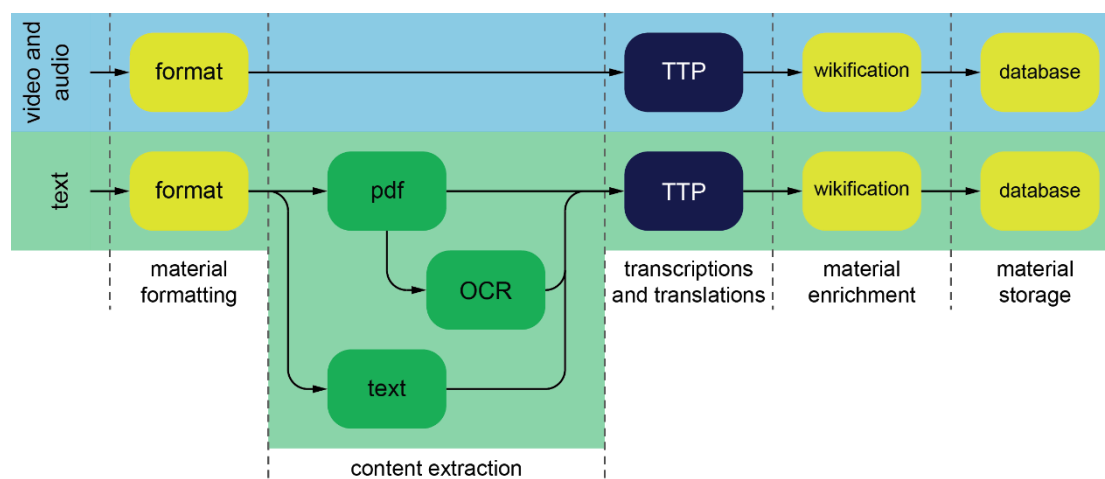 video and
audio
format
TTP
wikification
database
text
format
pdf
TTP
wikification
database
OCR
text
material
formatting
transcriptions
and translations
material
enrichment
material
storage
content extraction